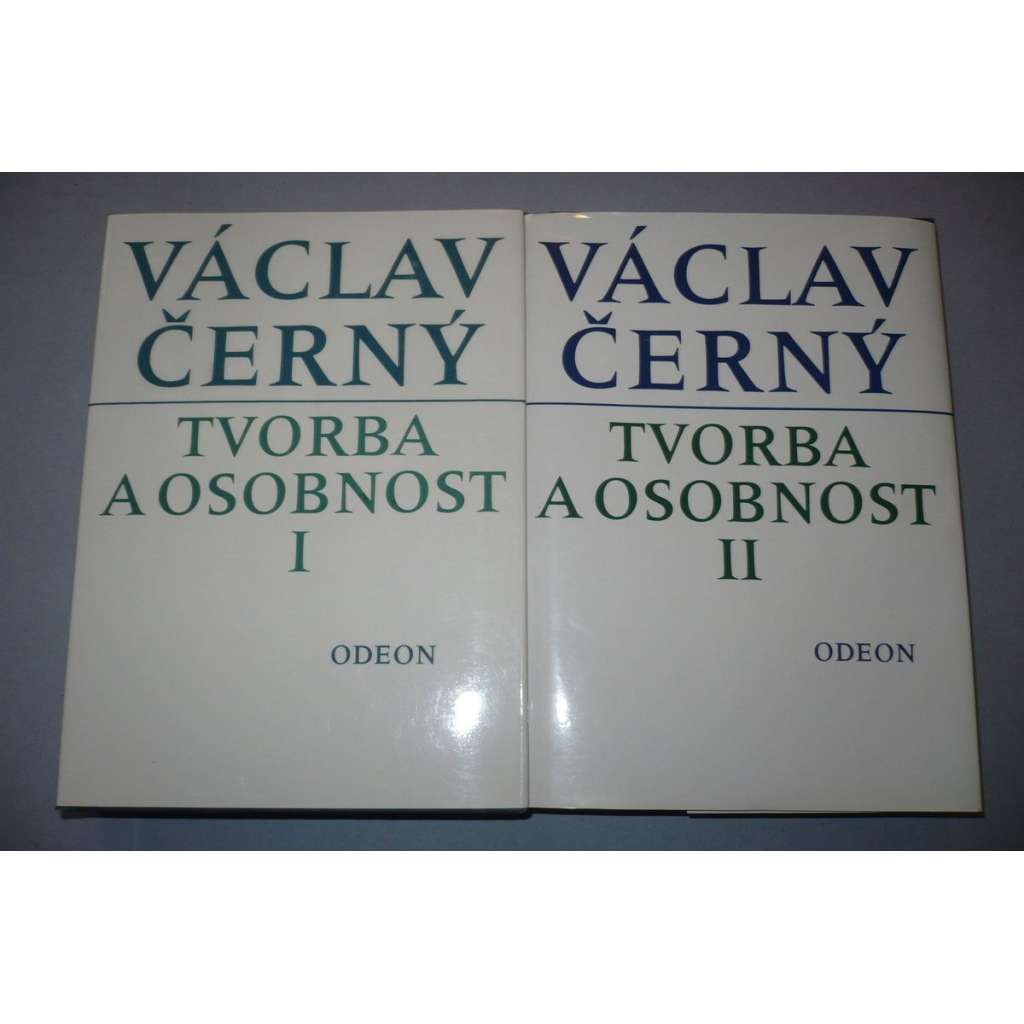 VÁCLAV
ČERNÝ
TVORBA
A OSOBNOST
I
ODEON
VÁCLAV
ČERNÝ
TVORBA
A OSOBNOST
II
ODEON